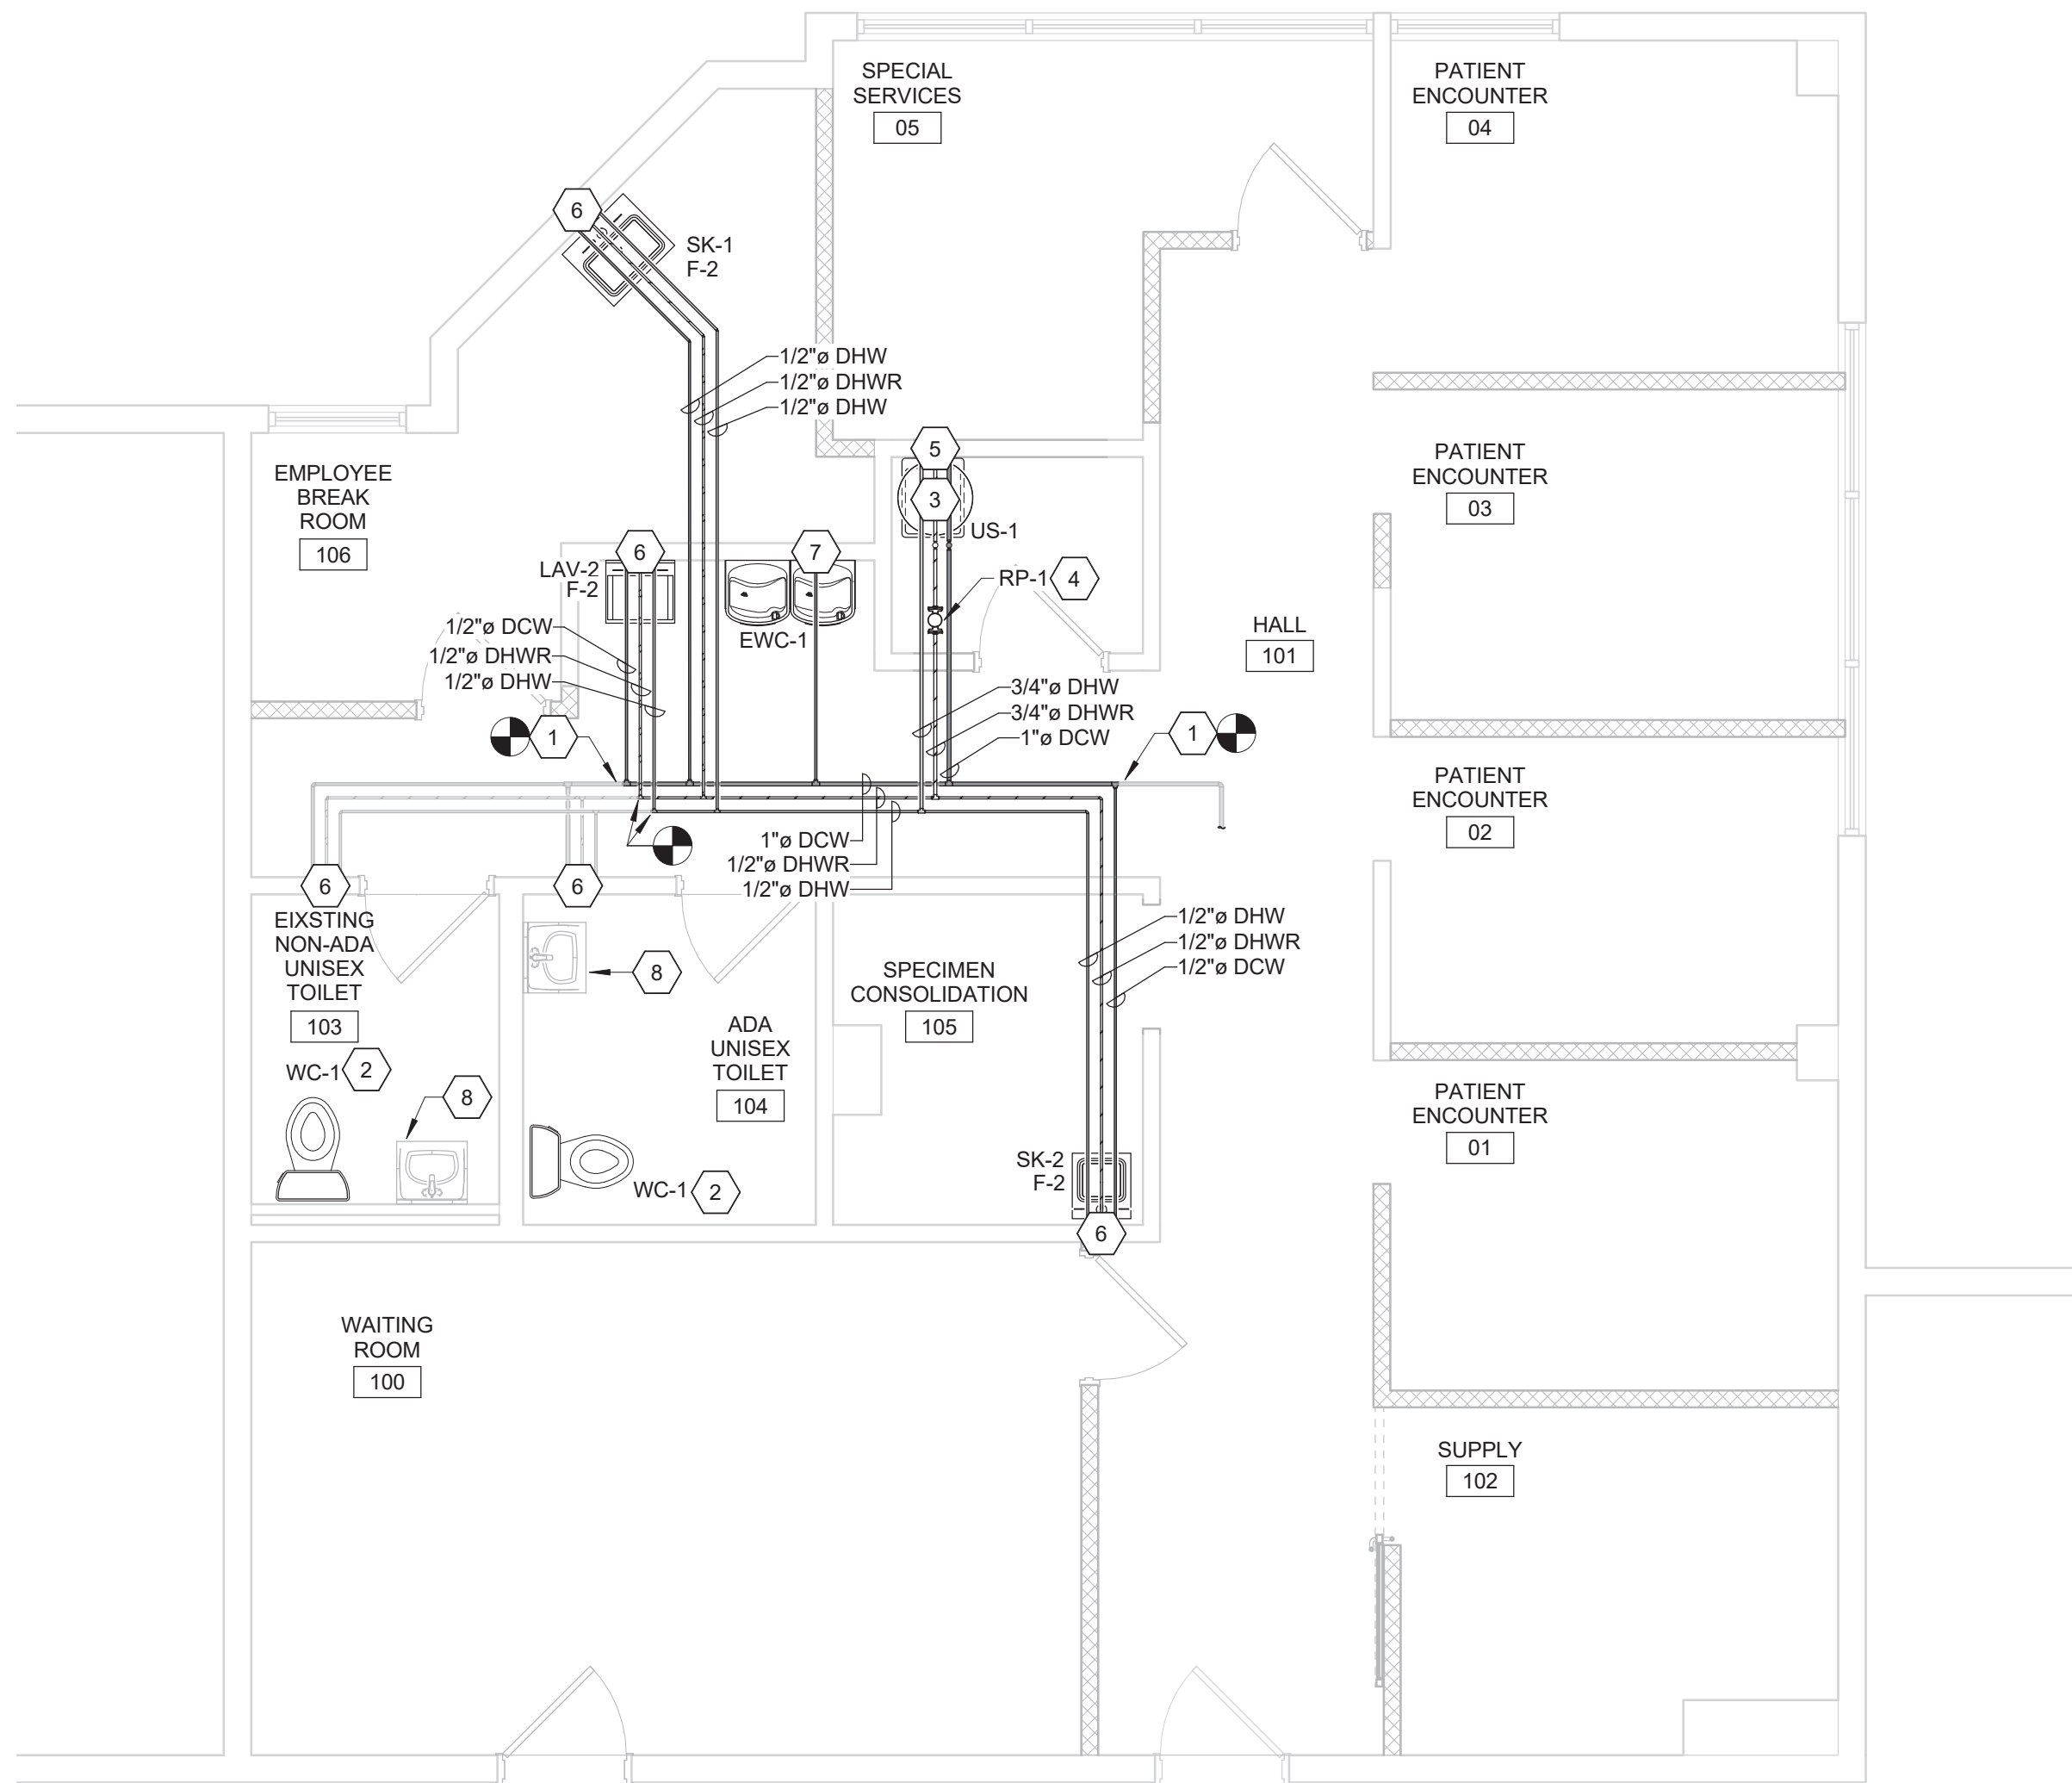 SPECIAL
SERVICES
05
PATIENT
ENCOUNTER
04
6
SK-1
F-2
1/2"ø DHW
1/2"ø DHWR
1/2"ø DHW
5
3
US-1
EMPLOYEE
BREAK
ROOM
106
PATIENT
ENCOUNTER
03
6
7
LAV-2
F-2
RP-1
4
EWC-1
1/2"ø DCW
1/2"ø DHWR
1/2"ø DHW
HALL
101
3/4"ø DHW
3/4"ø DHWR
1"ø DCW
1
1
PATIENT
ENCOUNTER
02
1"ø DCW
1/2"ø DHWR
1/2"ø DHW
6
6
EIXSTING
NON-ADA
UNISEX
TOILET
103
8
1/2"ø DHW
1/2"ø DHWR
1/2"ø DCW
SPECIMEN
CONSOLIDATION
105
ADA
UNISEX
TOILET
104
WC-1
2
8
PATIENT
ENCOUNTER
01
SK-2
F-2
WC-1
2
6
WAITING
ROOM
100
SUPPLY
102